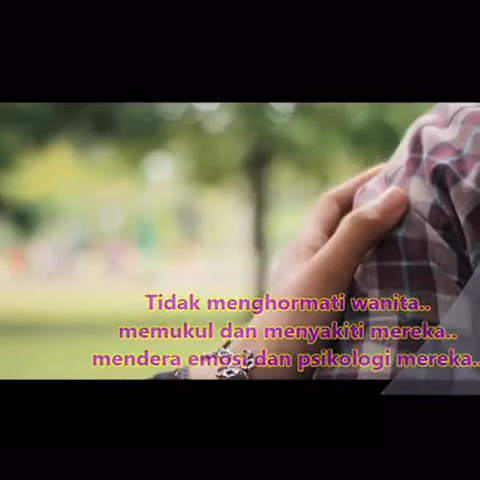 Tidak menghormati wanita..
memukul dan menyakiti mereka..
mendera emosi dan psikologi mereka..